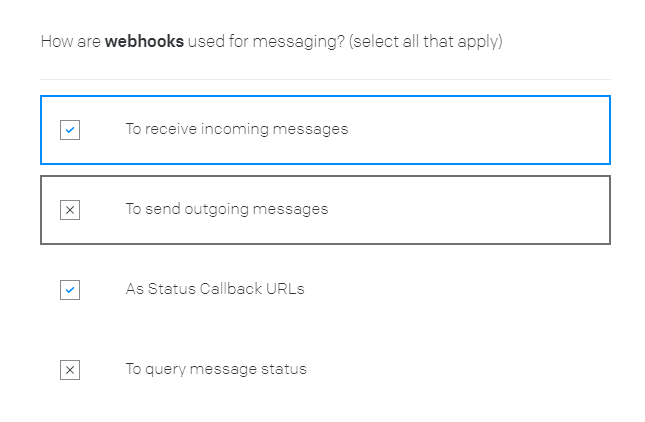 How are webhooks used for messaging? (select all that apply)
To receive incoming messages
To send outgoing messages
As Status Callback URLs
To query message status